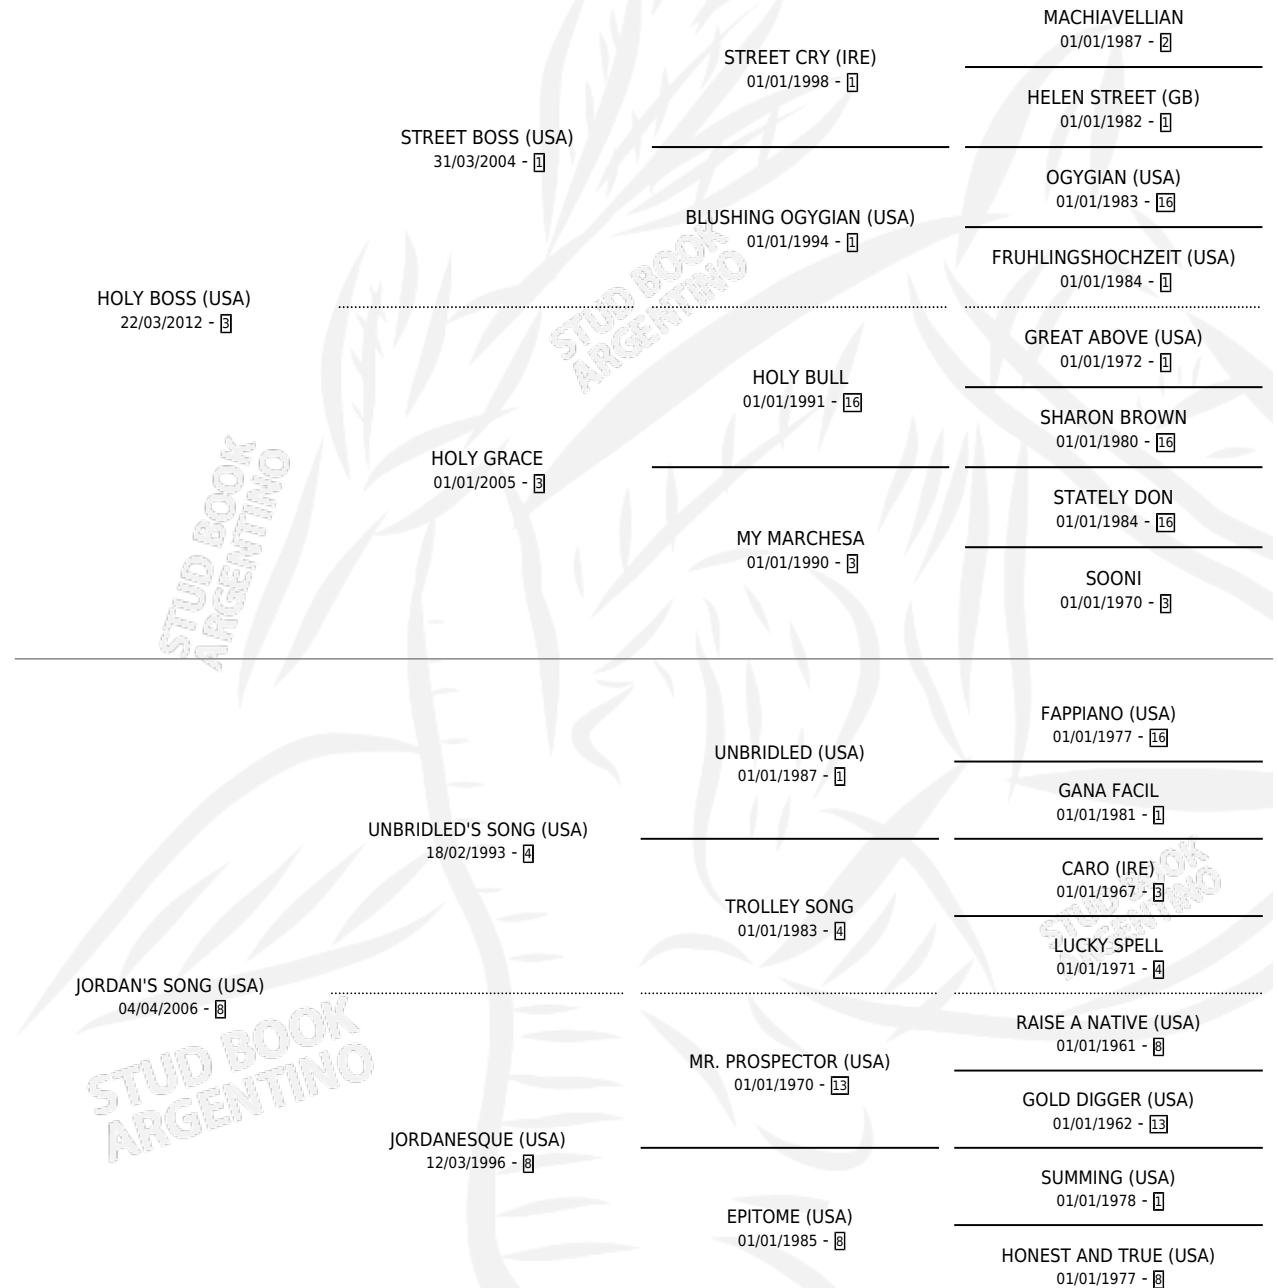 MACHIAVELLIAN
01/01/1987 - 2
STREET CRY (IRE)
01/01/1998 - 1
HELEN STREET (GB)
01/01/1982 - 1
STREET BOSS (USA)
31/03/2004 - 1
OGYGIAN (USA)
01/01/1983 - 16
BLUSHING OGYGIAN (USA)
01/01/1994 - 1
FRUHLINGSHOCHZEIT (USA)
01/01/1984 - 1
HOLY BOSS (USA)
22/03/2012 - 3
GREAT ABOVE (USA)
01/01/1972 - 1
HOLY BULL
01/01/1991 - 16
SHARON BROWN
01/01/1980 - 16
HOLY GRACE
01/01/2005 - 3
STATELY DON
01/01/1984 - 16
MY MARCHESA
01/01/1990 - 3
SOONI
01/01/1970 - 3
STUD BOOK
ARGENTINO
STUD BOOK
ARGENTINO
FAPPIANO (USA)
01/01/1977 - 16
UNBRIDLED (USA)
01/01/1987 - 1
GANA FACIL
01/01/1981 - 1
UNBRIDLED'S SONG (USA)
18/02/1993 - 4
CARO (IRE)
01/01/1967 - 3
TROLLEY SONG
01/01/1983 - 4
LUCKY SPELL
01/01/1971 - 4
JORDAN'S SONG (USA)
04/04/2006 - 8
RAISE A NATIVE (USA)
01/01/1961 - 8
MR. PROSPECTOR (USA)
01/01/1970 - 13
GOLD DIGGER (USA)
01/01/1962 - 13
JORDANESQUE (USA)
12/03/1996 - 8
SUMMING (USA)
01/01/1978 - 1
EPITOME (USA)
01/01/1985 - 8
HONEST AND TRUE (USA)
01/01/1977 - 8
STUD BOOK
ARGENTINO
STUD BOOK
ARGENTINO